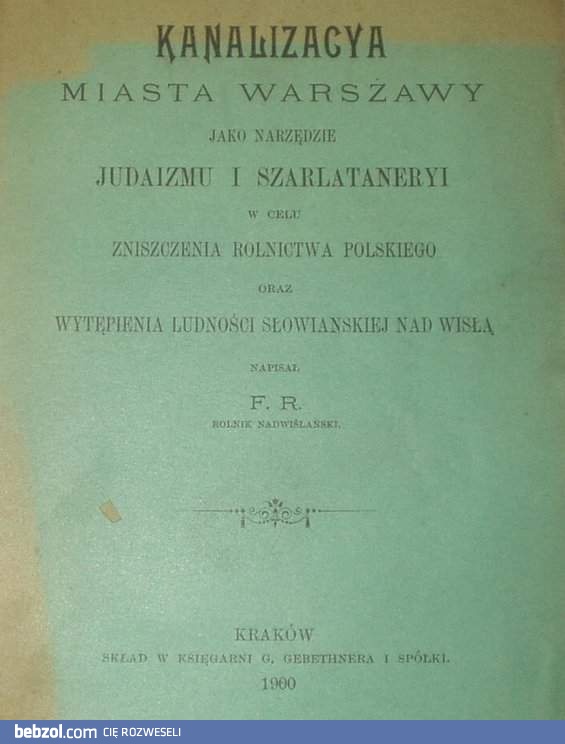 KANALIZACYA
MIASTA WARSZAWY
JAKO NARZĘDZIE
JUDAIZMU I SZARLATANERYI
W CELU
ZNISZCZENIA ROLNICTWA POLSKIEGO
ORAZ
WYTĘPIENIA LUDNOŚCI SŁOWIAŃSKIEJ NAD WISŁĄ
NAPISAŁ
F. R.
ROLNIK NADWIŚLAŃSKI.
KRAKÓW
SKŁAD W KSIĘGARNI G. GEBETHNERA I SPÓŁKI.
1900
bebzol.com CIĘ ROZWESELI